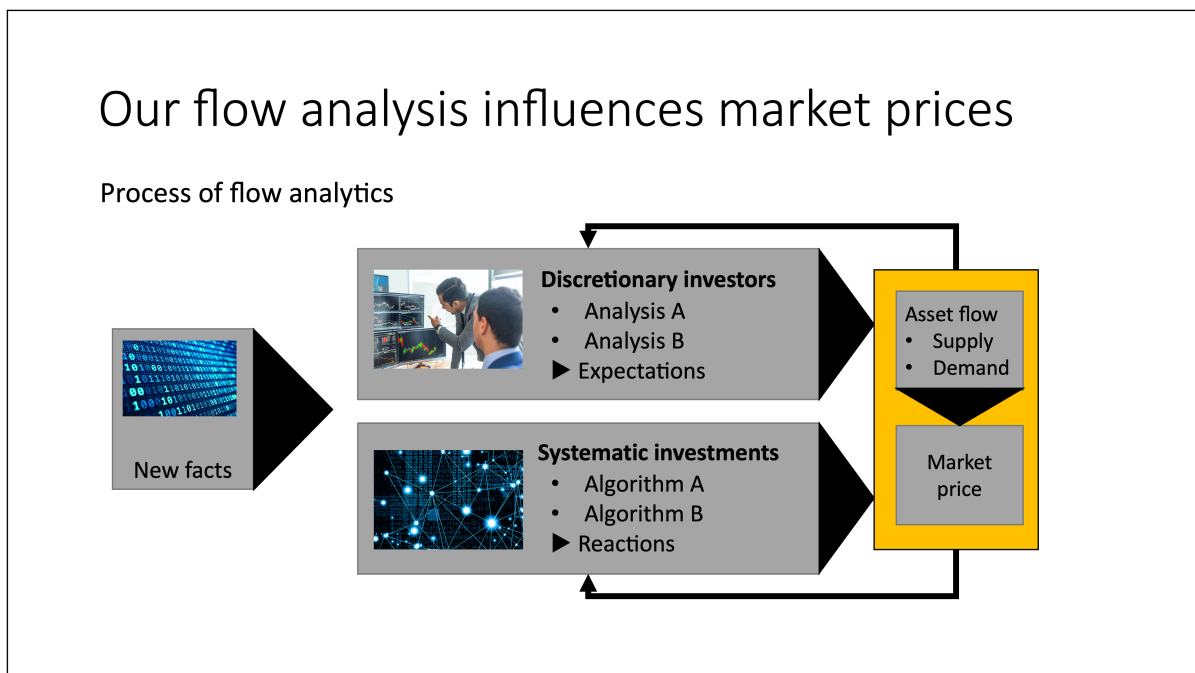 Our flow analysis influences market prices
Process of flow analytics
New facts
Discretionary investors
• Analysis A
• Analysis B
▶ Expectations
Systematic investments
• Algorithm A
• Algorithm B
▶ Reactions
Asset flow
• Supply
• Demand
Market
price